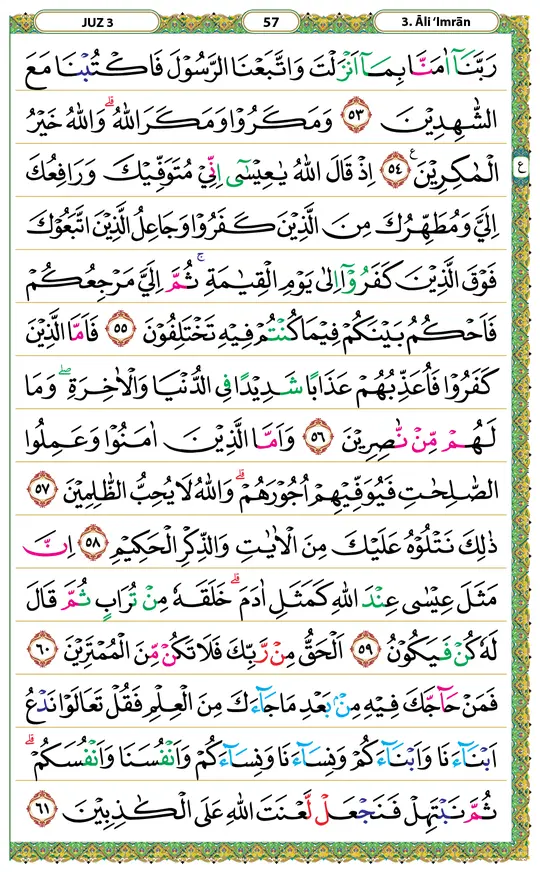 JUZ 3
57
3. Āli ‘Imrān
رَبَّنَآ اٰمَنَّا بِمَآ اَنْزَلْتَ وَاتَّبَعْنَا الرَّسُوْلَ فَاكْتُبْنَا مَعَ
الشّٰهِدِيْنَ ٥٣ وَمَكَرُوْا وَمَكَرَ اللّٰهُ ۗ وَاللّٰهُ خَيْرُ
الْمٰكِرِيْنَ ࣖ ٥٤ اِذْ قَالَ اللّٰهُ يٰعِيْسٰٓى اِنِّيْ مُتَوَفِّيْكَ وَرَافِعُكَ
ع
اِلَيَّ وَمُطَهِّرُكَ مِنَ الَّذِيْنَ كَفَرُوْا وَجَاعِلُ الَّذِيْنَ اتَّبَعُوْكَ
فَوْقَ الَّذِيْنَ كَفَرُوْٓا اِلٰى يَوْمِ الْقِيٰمَةِ ۚ ثُمَّ اِلَيَّ مَرْجِعُكُمْ
فَاَحْكُمُ بَيْنَكُمْ فِيْمَا كُنْتُمْ فِيْهِ تَخْتَلِفُوْنَ ٥٥ فَاَمَّا الَّذِيْنَ
كَفَرُوْا فَاُعَذِّبُهُمْ عَذَابًا شَدِيْدًا فِى الدُّنْيَا وَالْاٰخِرَةِ ۖ وَمَا
لَهُمْ مِّنْ نّٰصِرِيْنَ ٥٦ وَاَمَّا الَّذِيْنَ اٰمَنُوْا وَعَمِلُوا
الصّٰلِحٰتِ فَيُوَفِّيْهِمْ اُجُوْرَهُمْ ۗ وَاللّٰهُ لَا يُحِبُّ الظّٰلِمِيْنَ ٥٧
ذٰلِكَ نَتْلُوْهُ عَلَيْكَ مِنَ الْاٰيٰتِ وَالذِّكْرِ الْحَكِيْمِ ٥٨ اِنَّ
مَثَلَ عِيْسٰى عِنْدَ اللّٰهِ كَمَثَلِ اٰدَمَ ۗ خَلَقَهٗ مِنْ تُرَابٍ ثُمَّ قَالَ
لَهٗ كُنْ فَيَكُوْنُ ٥٩ اَلْحَقُّ مِنْ رَّبِّكَ فَلَا تَكُنْ مِّنَ الْمُمْتَرِيْنَ ٦٠
فَمَنْ حَاۤجَّكَ فِيْهِ مِنْۢ بَعْدِ مَا جَاۤءَكَ مِنَ الْعِلْمِ فَقُلْ تَعَالَوْا نَدْعُ
اَبْنَاۤءَنَا وَاَبْنَاۤءَكُمْ وَنِسَاۤءَنَا وَنِسَاۤءَكُمْ وَاَنْفُسَنَا وَاَنْفُسَكُمْ ۗ
ثُمَّ نَبْتَهِلْ فَنَجْعَلْ لَّعْنَتَ اللّٰهِ عَلَى الْكٰذِبِيْنَ ٦١